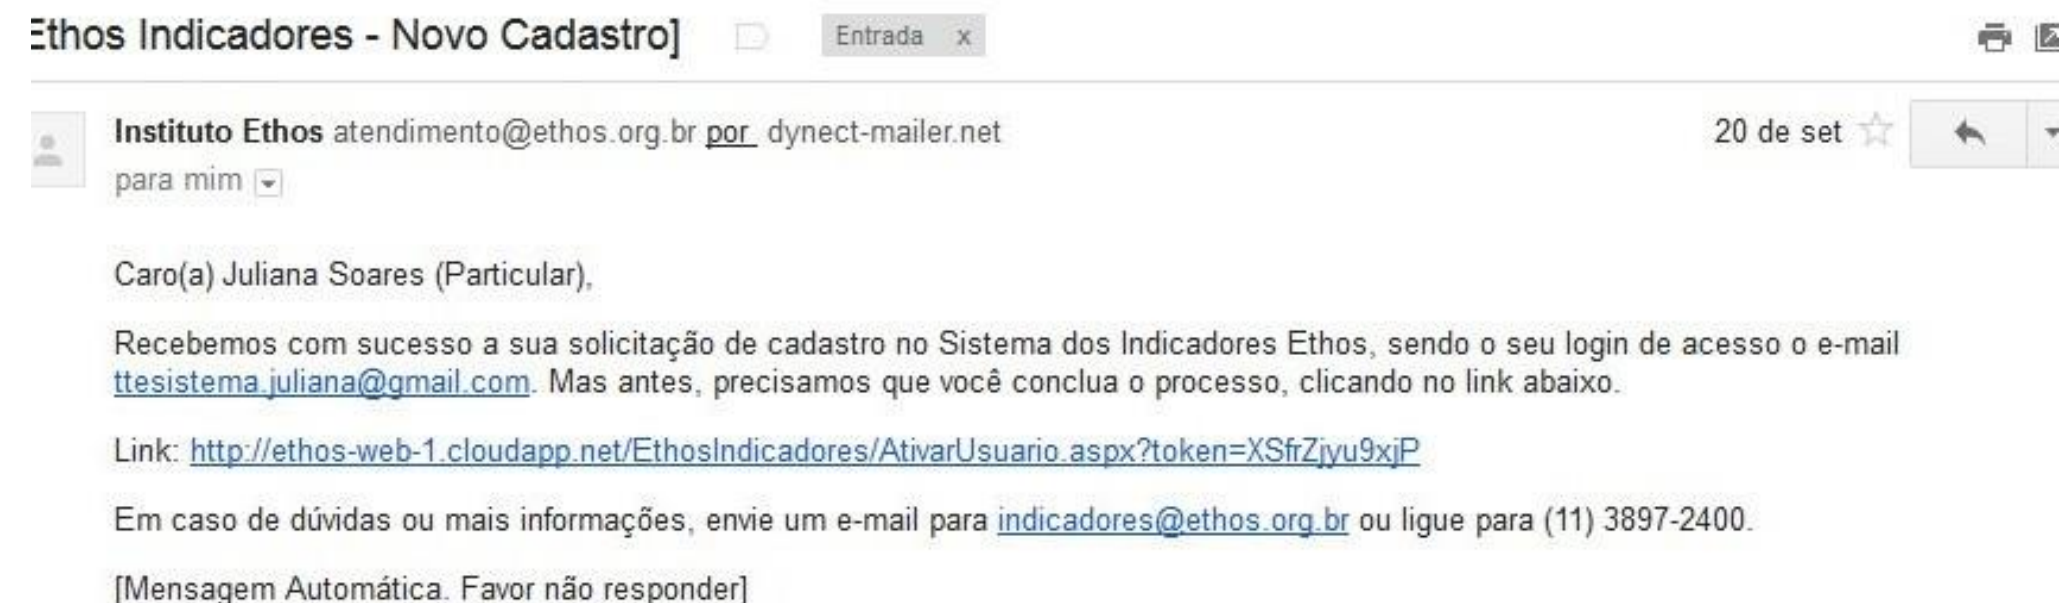 Ethos Indicadores - Novo Cadastro]
Entrada x
Instituto Ethos atendimento@ethos.org.br por dynect-mailer.net
20 de set
para mim
Caro(a) Juliana Soares (Particular),
Recebemos com sucesso a sua solicitação de cadastro no Sistema dos Indicadores Ethos, sendo o seu login de acesso o e-mail
ttesistema.juliana@gmail.com. Mas antes, precisamos que você conclua o processo, clicando no link abaixo.
Link: http://ethos-web-1.cloudapp.net/EthosIndicadores/AtivarUsuario.aspx?token=XSfrZjyu9xjP
Em caso de dúvidas ou mais informações, envie um e-mail para indicadores@ethos.org.br ou ligue para (11) 3897-2400.
[Mensagem Automática. Favor não responder]